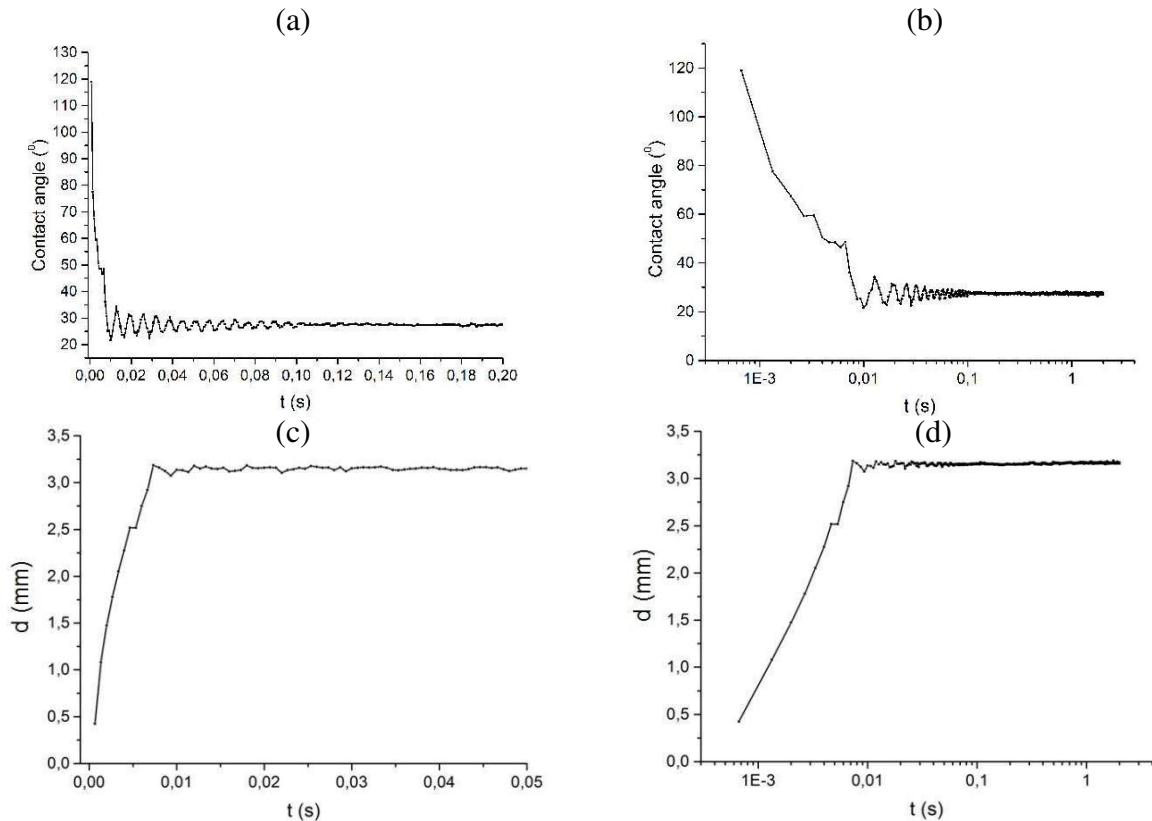 (a)
130
120
110
100
90
80
70
60
50
40
30
20
Contact angle (⁰)
0,00 0,02 0,04 0,06 0,08 0,10 0,12 0,14 0,16 0,18 0,20
t (s)
(b)
120
100
80
60
40
20
0
Contact angle (⁰)
1E-3 0,01 0,1 1
t (s)
(c)
3,5
3,0
2,5
2,0
1,5
1,0
0,5
0,0
d (mm)
0,00 0,01 0,02 0,03 0,04 0,05
t (s)
(d)
3,5
3,0
2,5
2,0
1,5
1,0
0,5
0,0
d (mm)
1E-3 0,01 0,1 1
t (s)